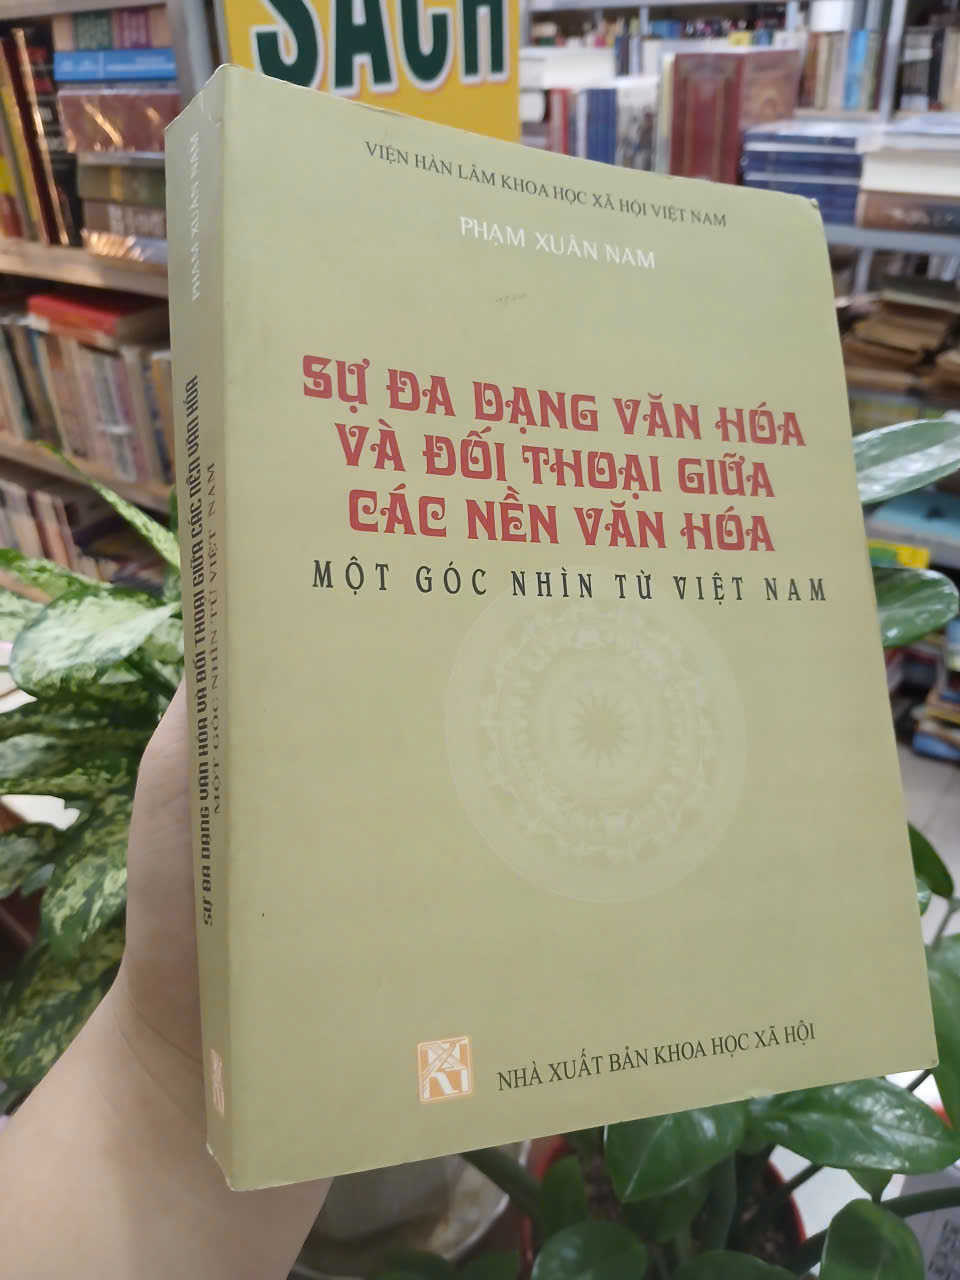 SÁCH
VIỆN HÀN LÂM KHOA HỌC XÃ HỘI VIỆT NAM
PHẠM XUÂN NAM
SỰ ĐA DẠNG VĂN HÓA
VÀ ĐỐI THOẠI GIỮA
CÁC NỀN VĂN HÓA
MỘT GÓC NHÌN TỪ VIỆT NAM
NHÀ XUẤT BẢN KHOA HỌC XÃ HỘI
PHẠM XUÂN NAM
SỰ ĐA DẠNG VĂN HÓA VÀ ĐỐI THOẠI GIỮA CÁC NỀN VĂN HÓA
MỘT GÓC NHÌN TỪ VIỆT NAM